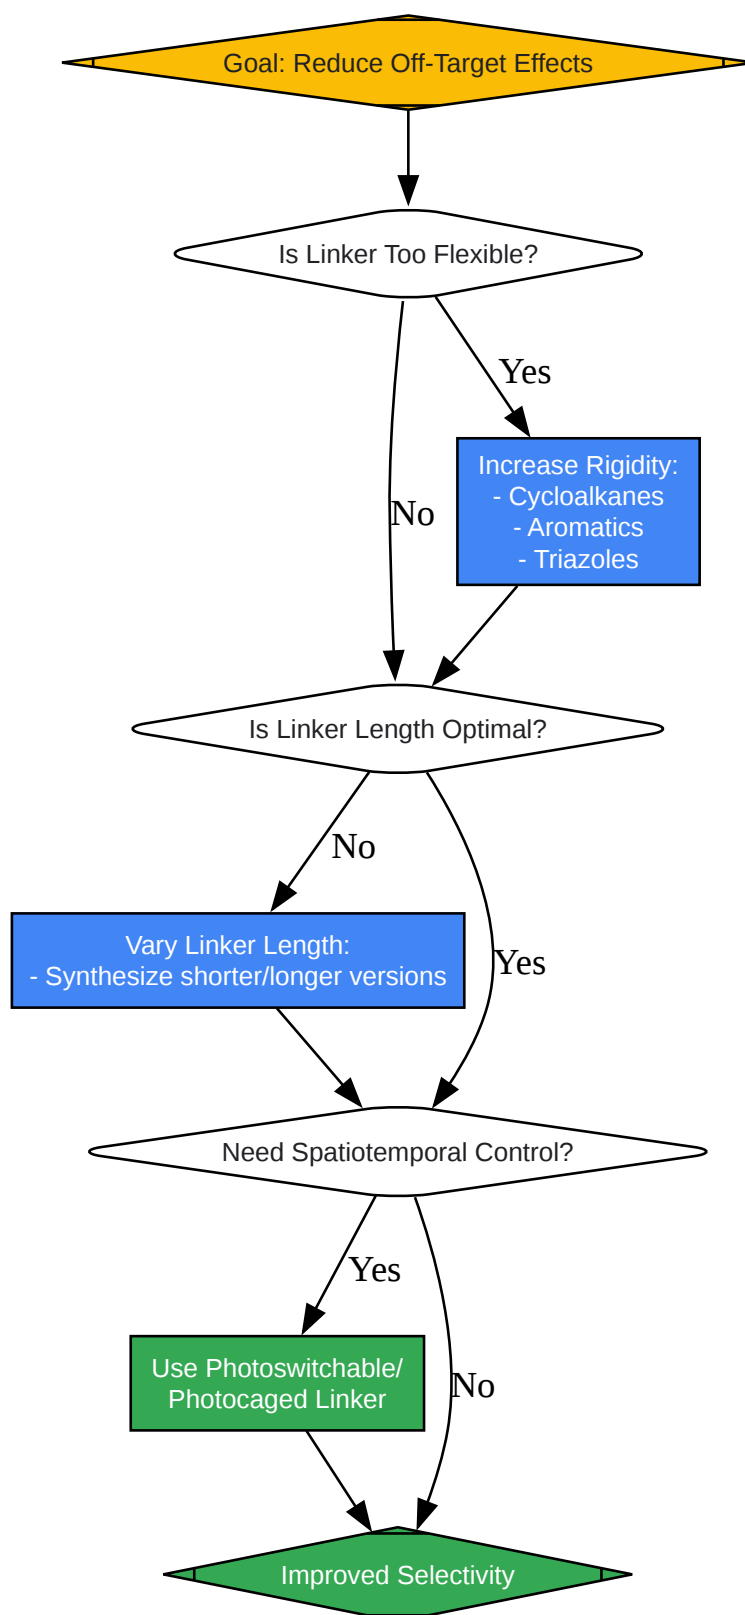 Goal: Reduce Off-Target Effects
Is Linker Too Flexible?
Yes
Increase Rigidity:
- Cycloalkanes
- Aromatics
- Triazoles
No
Is Linker Length Optimal?
No
Vary Linker Length:
- Synthesize shorter/longer versions
Yes
Need Spatiotemporal Control?
Yes
Use Photoswitchable/
Photocaged Linker
No
Improved Selectivity